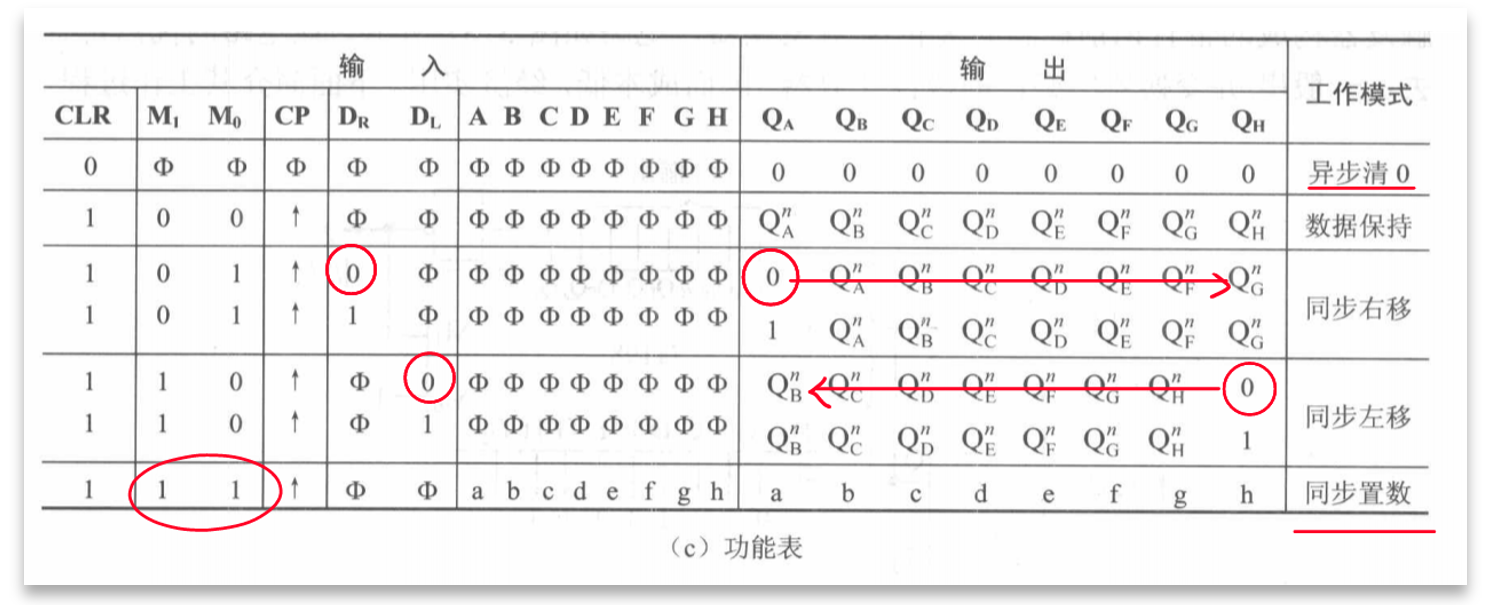 输 入 输 出 工作模式
CLR M₁ M₀ CP D_R D_L A B C D E F G H Q_A Q_B Q_C Q_D Q_E Q_F Q_G Q_H
0 Φ Φ Φ Φ Φ Φ Φ Φ Φ Φ Φ Φ Φ 0 0 0 0 0 0 0 0 异步清 0
1 0 0 ↑ Φ Φ Φ Φ Φ Φ Φ Φ Φ Φ Q_A^n Q_B^n Q_C^n Q_D^n Q_E^n Q_F^n Q_G^n Q_H^n 数据保持
1 0 1 ↑ 0 Φ Φ Φ Φ Φ Φ Φ Φ Φ 0 Q_A^n Q_B^n Q_C^n Q_D^n Q_E^n Q_F^n Q_G^n 同步右移
1 0 1 ↑ 1 Φ Φ Φ Φ Φ Φ Φ Φ Φ 1 Q_A^n Q_B^n Q_C^n Q_D^n Q_E^n Q_F^n Q_G^n
1 1 0 ↑ Φ 0 Φ Φ Φ Φ Φ Φ Φ Φ Q_B^n Q_C^n Q_D^n Q_E^n Q_F^n Q_G^n Q_H^n 0 同步左移
1 1 0 ↑ Φ 1 Φ Φ Φ Φ Φ Φ Φ Φ Q_B^n Q_C^n Q_D^n Q_E^n Q_F^n Q_G^n Q_H^n 1
1 1 1 ↑ Φ Φ a b c d e f g h a b c d e f g h 同步置数
（c）功能表